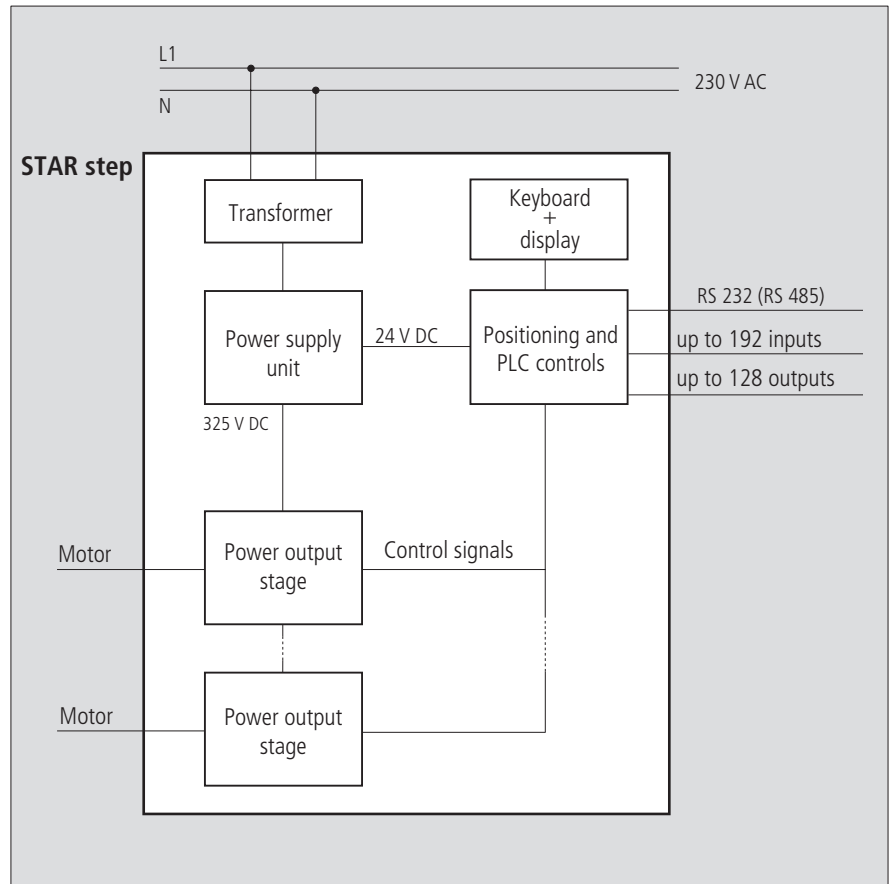 L1
230 V AC
N
STAR step
Transformer
Keyboard
+
display
RS 232 (RS 485)
Power supply
unit
24 V DC
Positioning and
PLC controls
up to 192 inputs
up to 128 outputs
325 V DC
Motor
Power output
stage
Control signals
Motor
Power output
stage